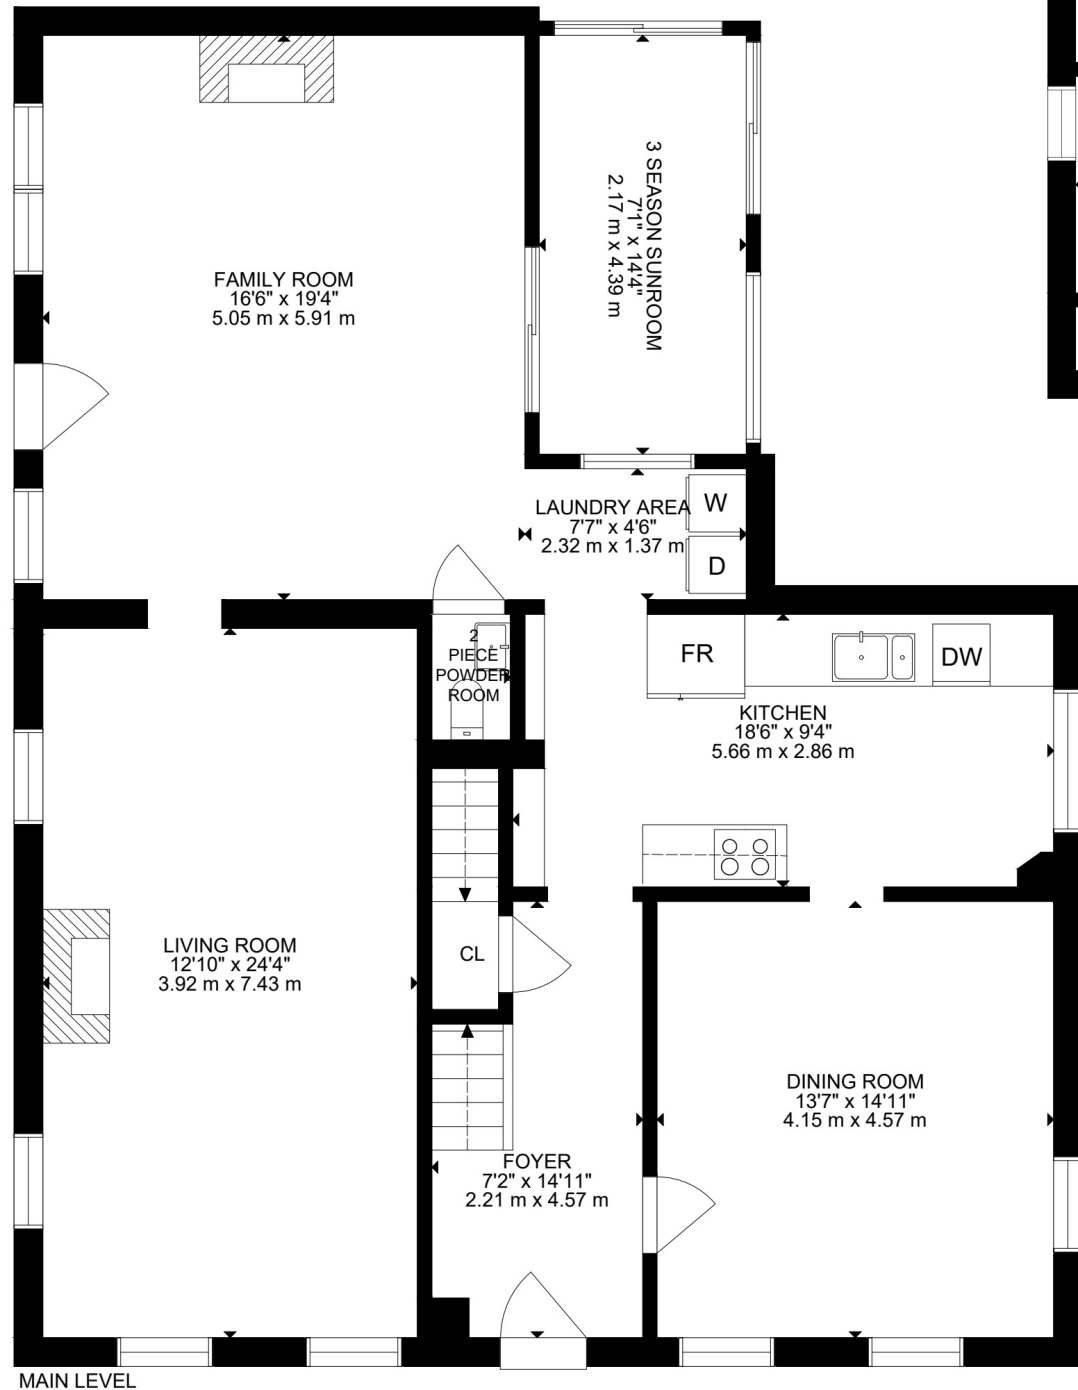 3 SEASON SUNROOM
7'1" x 14'4"
2.17 m x 4.39 m
FAMILY ROOM
16'6" x 19'4"
5.05 m x 5.91 m
LAUNDRY AREA
7'7" x 4'6"
2.32 m x 1.37 m
W
D
2
PIECE
POWDER
ROOM
FR
DW
KITCHEN
18'6" x 9'4"
5.66 m x 2.86 m
LIVING ROOM
12'10" x 24'4"
3.92 m x 7.43 m
CL
DINING ROOM
13'7" x 14'11"
4.15 m x 4.57 m
FOYER
7'2" x 14'11"
2.21 m x 4.57 m
MAIN LEVEL